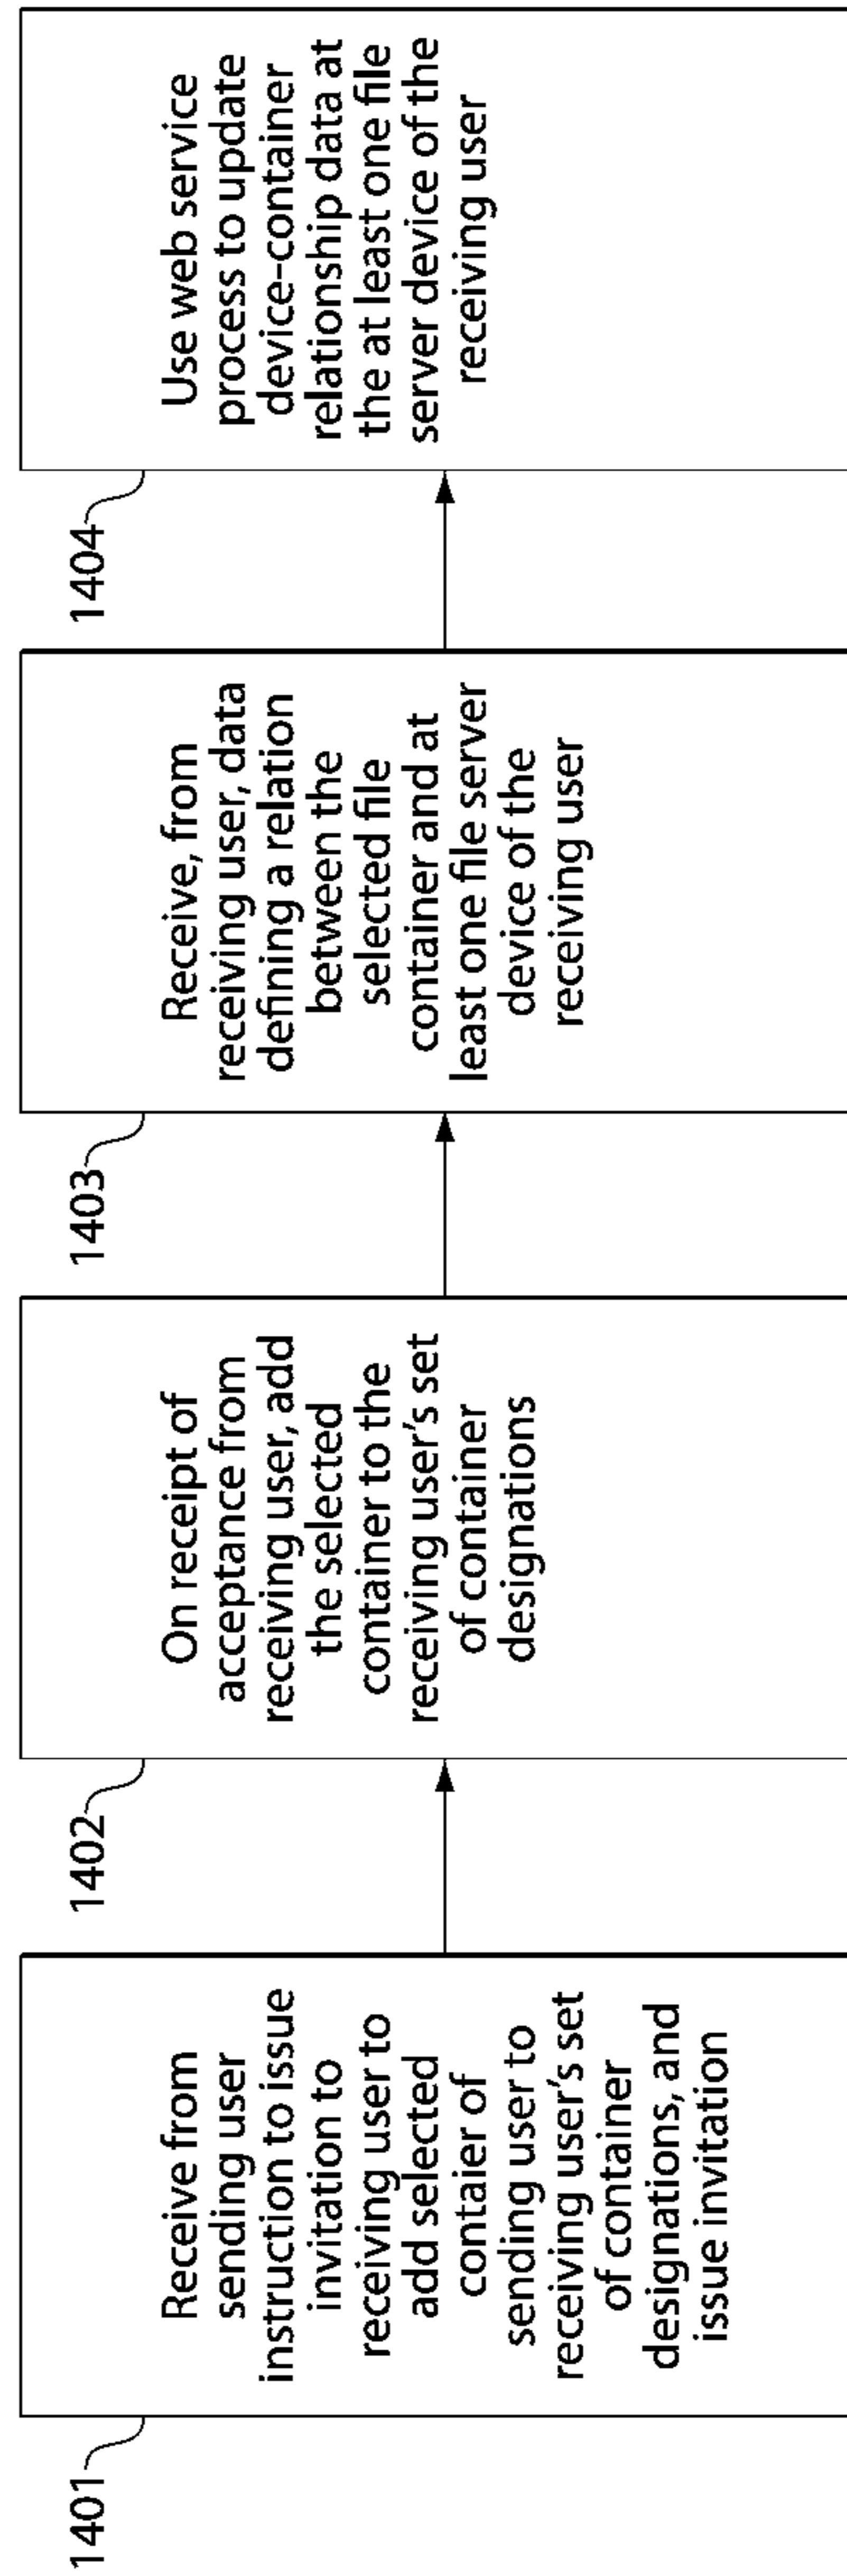 1401
Receive from
sending user
instruction to issue
invitation to
receiving user to
add selected
contaier of
sending user to
receiving user's set
of container
designations, and
issue invitation
1402
On receipt of
acceptance from
receiving user, add
the selected
container to the
receiving user's set
of container
designations
1403
Receive, from
receiving user, data
defining a relation
between the
selected file
container and at
least one file server
device of the
receiving user
1404
Use web service
process to update
device-container
relationship data at
the at least one file
server device of the
receiving user